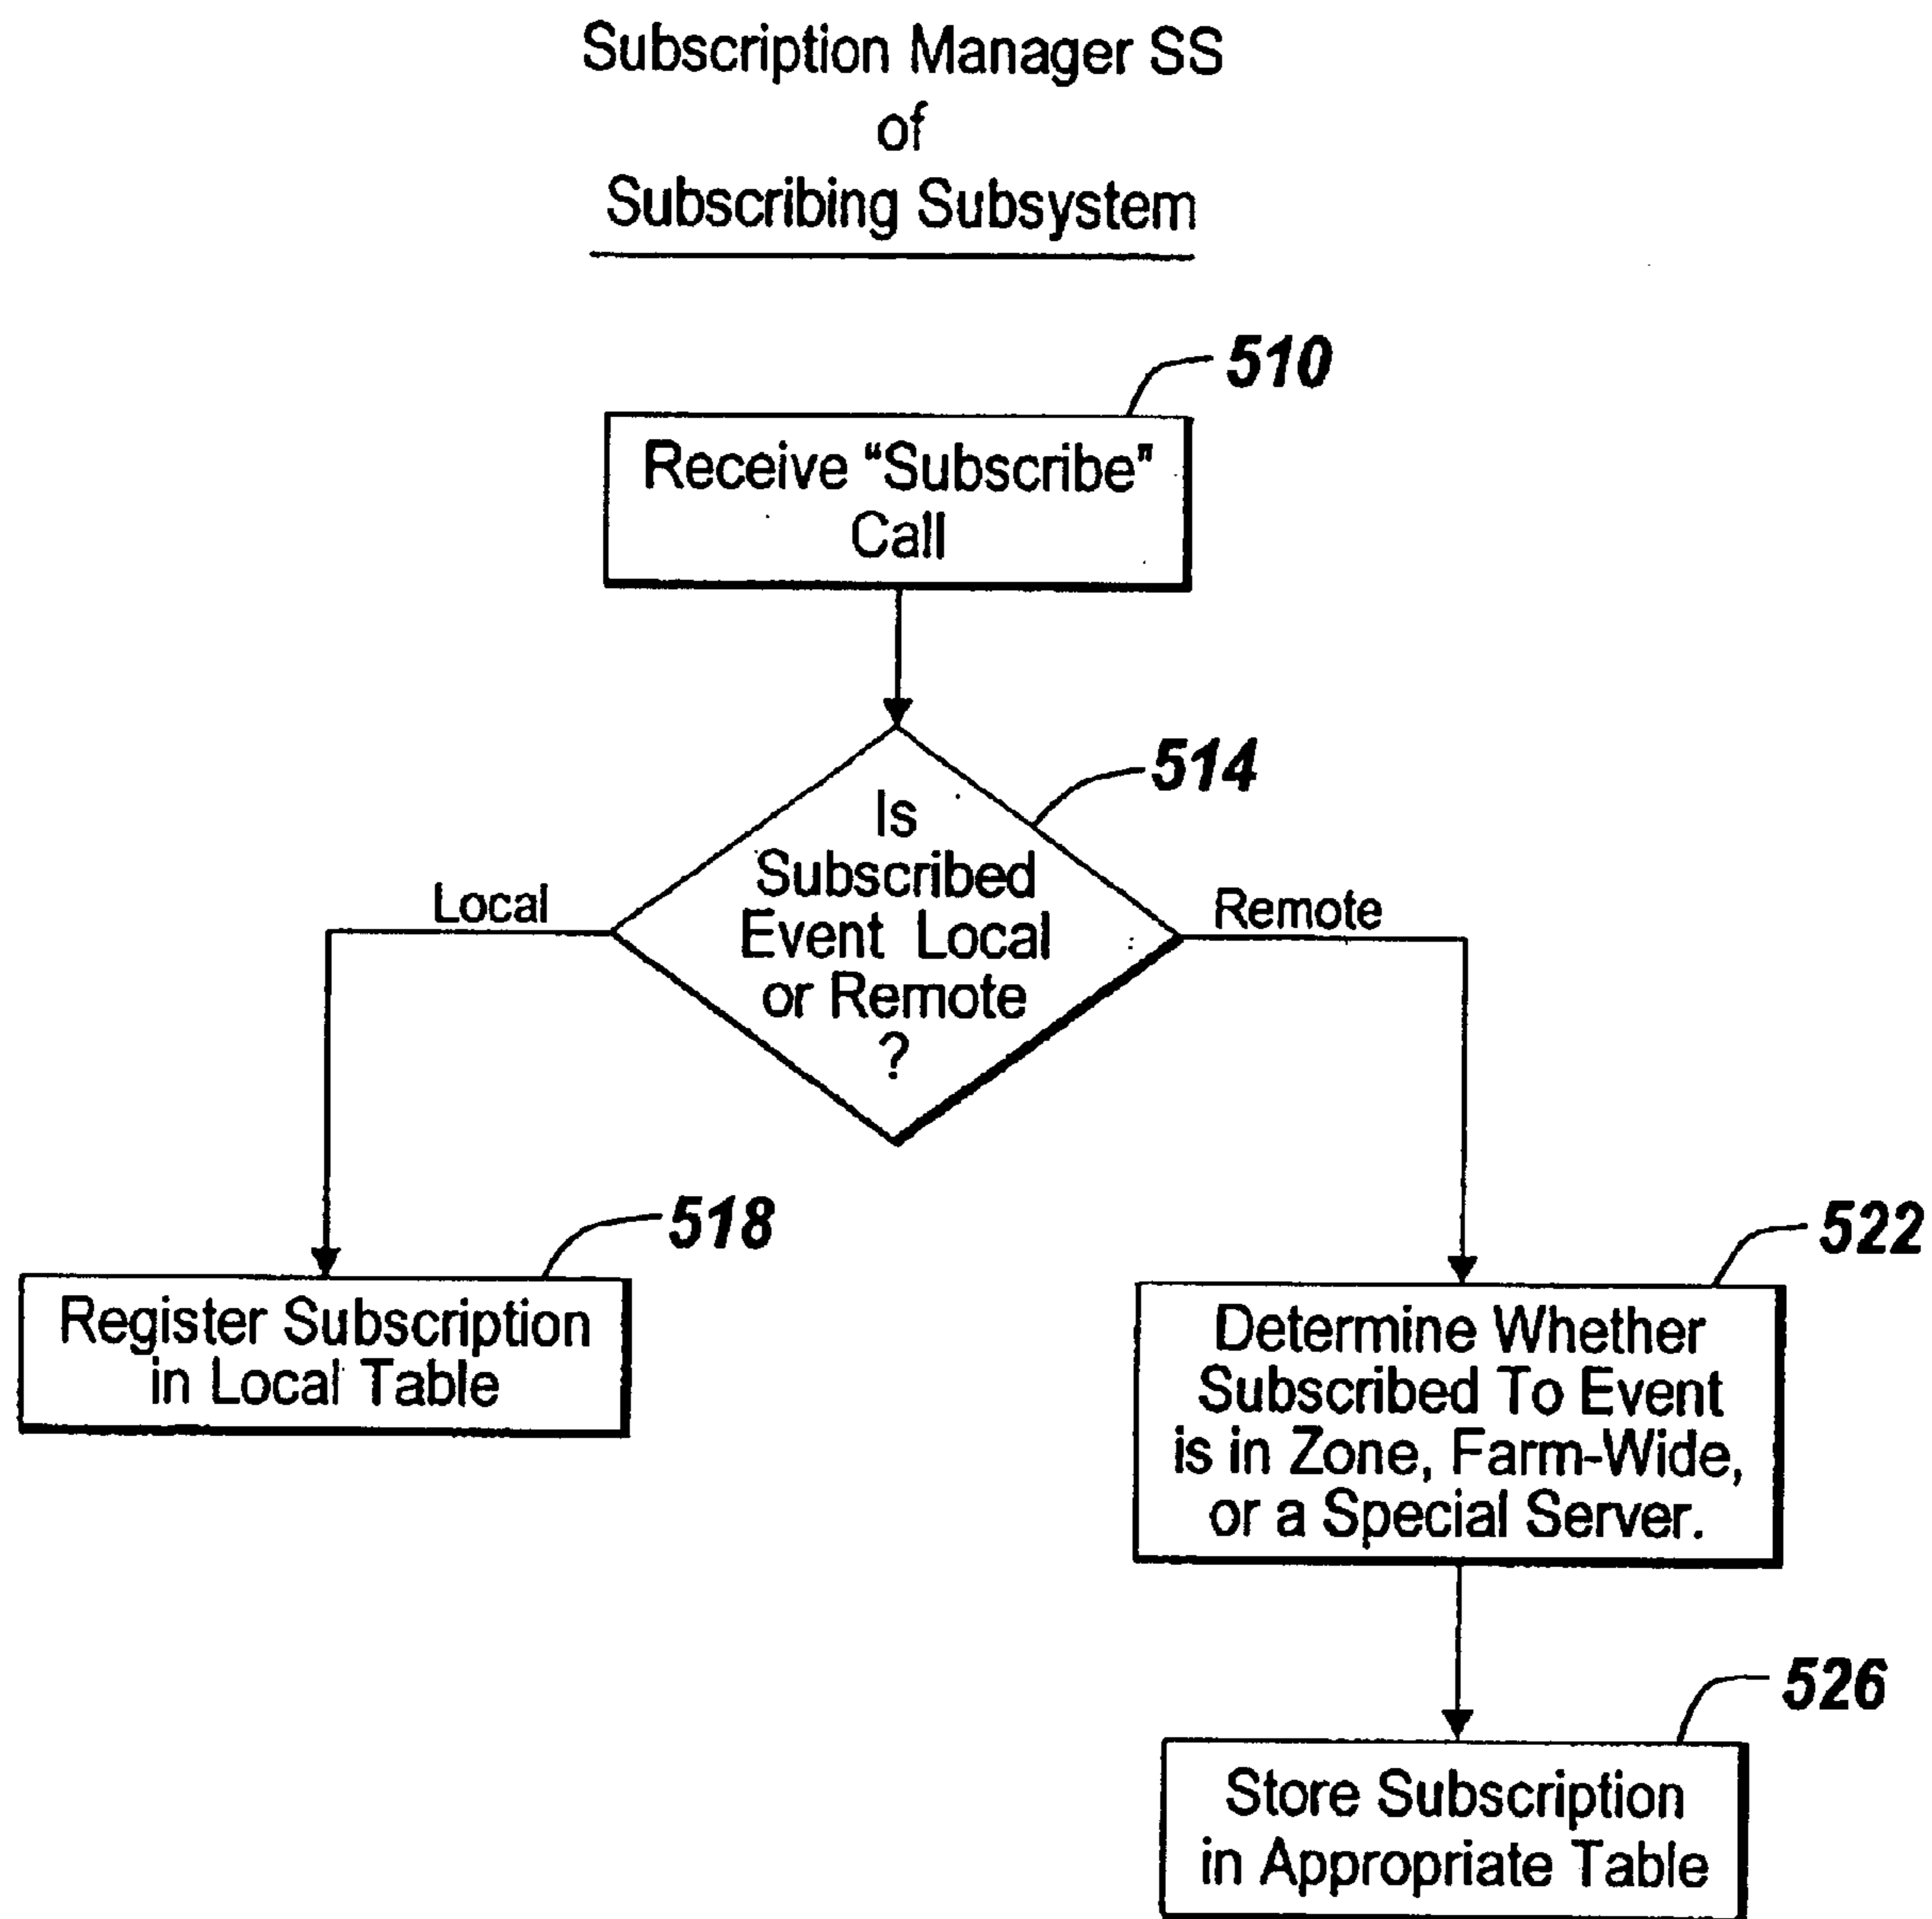 Subscription Manager SS
of
Subscribing Subsystem
510
Receive “Subscribe”
Call
514
Is
Subscribed
Event Local
or Remote
?
Local
Remote
518
Register Subscription
in Local Table
522
Determine Whether
Subscribed To Event
is in Zone, Farm-Wide,
or a Special Server.
526
Store Subscription
in Appropriate Table